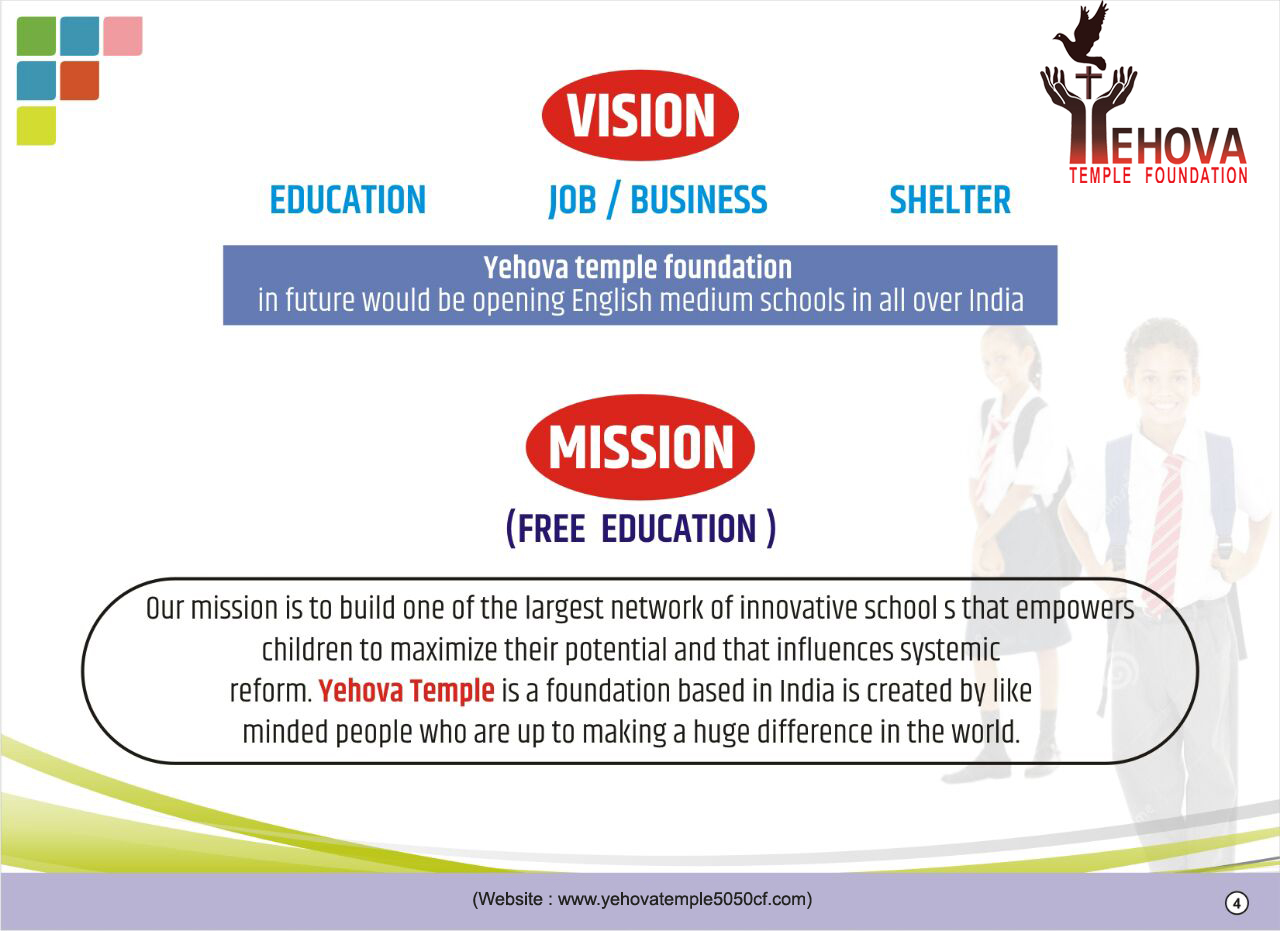 VISION
EHOVA
TEMPLE FOUNDATION
EDUCATION JOB / BUSINESS SHELTER
Yehova temple foundation
in future would be opening English medium schools in all over India
MISSION
(FREE EDUCATION )
Our mission is to build one of the largest network of innovative school s that empowers
children to maximize their potential and that influences systemic
reform. Yehova Temple is a foundation based in India is created by like
minded people who are up to making a huge difference in the world.
(Website : www.yehovatemple5050cf.com)
4